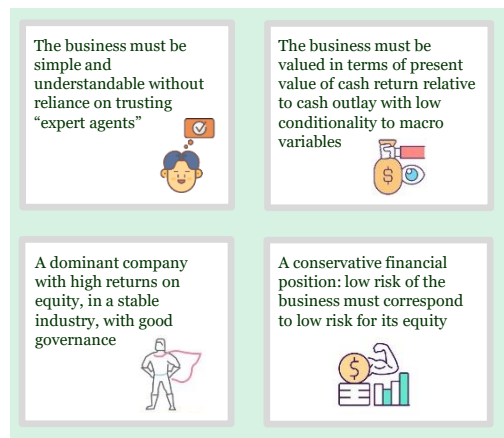 The business must be
simple and
understandable without
reliance on trusting
“expert agents”
The business must be
valued in terms of present
value of cash return relative
to cash outlay with low
conditionality to macro
variables
$
A dominant company
with high returns on
equity, in a stable
industry, with good
governance
A conservative financial
position: low risk of the
business must correspond
to low risk for its equity
$